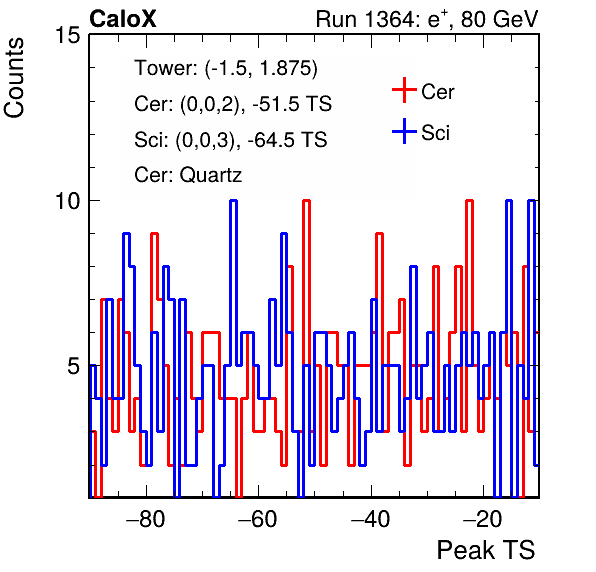 CaloX Run 1364: e⁺, 80 GeV
Counts
15
10
5
Tower: (-1.5, 1.875)
Cer: (0,0,2), -51.5 TS
Sci: (0,0,3), -64.5 TS
Cer: Quartz
Cer
Sci
−80 −60 −40 −20
Peak TS